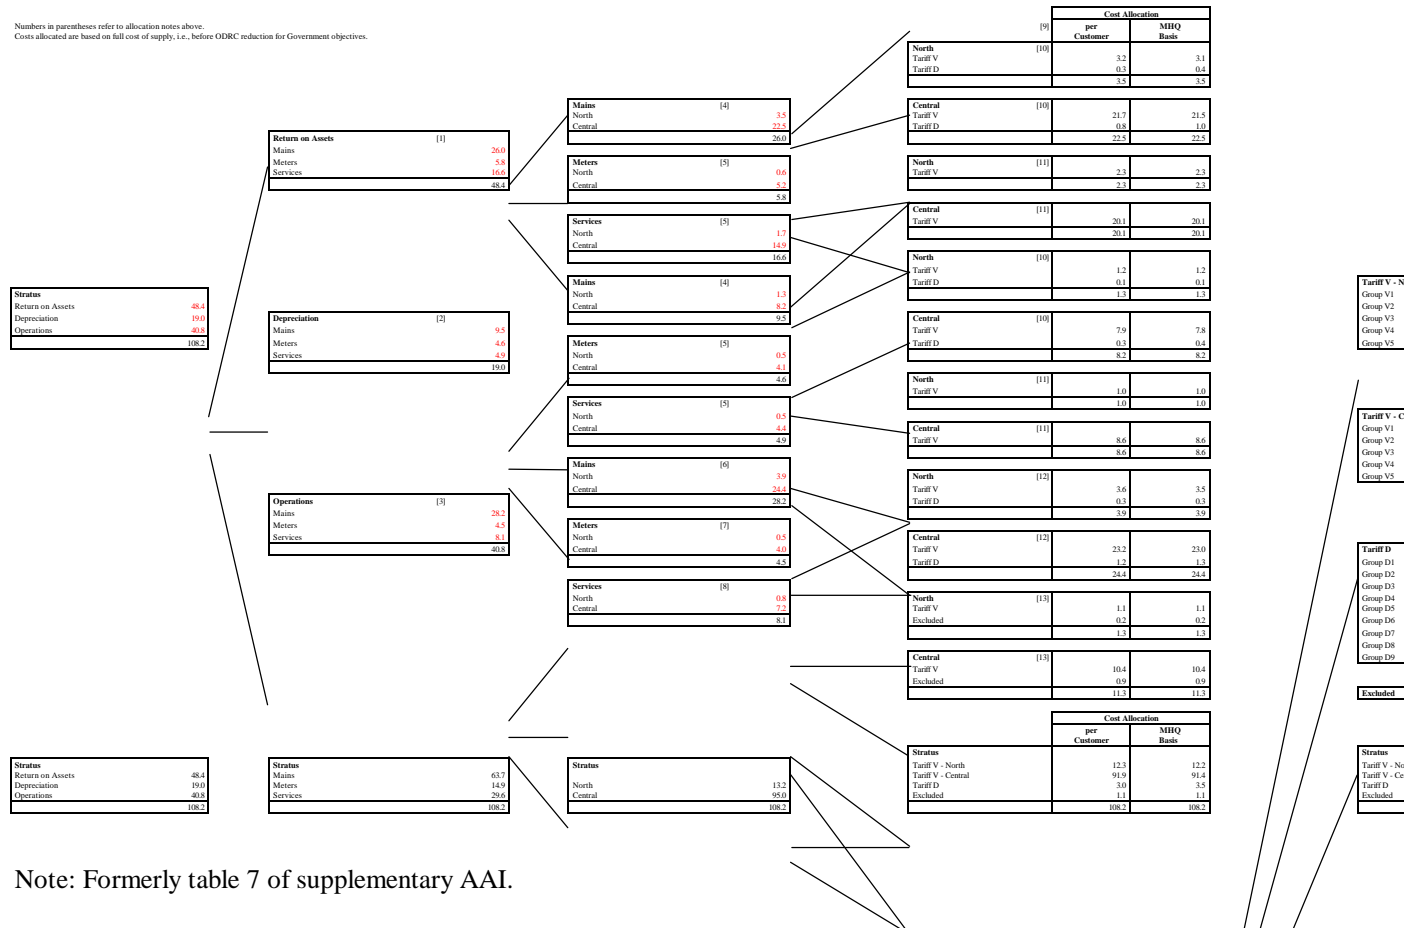 Numbers in parentheses refer to allocation notes above.
Costs allocated are based on full cost of supply, i.e., before ODRC reduction for Government objectives.
Stratus
Return on Assets 48.4
Depreciation 19.0
Operations 40.8
108.2
Stratus
Return on Assets 48.4
Depreciation 19.0
Operations 40.8
108.2
Return on Assets [1]
Mains 26.0
Meters 5.8
Services 16.6
48.4
Depreciation [2]
Mains 9.5
Meters 4.6
Services 4.9
19.0
Operations [3]
Mains 28.2
Meters 4.5
Services 8.1
40.8
Stratus
Mains 63.7
Meters 14.9
Services 29.6
108.2
Mains [4]
North 3.5
Central 22.5
26.0
Meters [5]
North 0.6
Central 5.2
5.8
Services [5]
North 1.7
Central 14.9
16.6
Mains [4]
North 1.3
Central 8.2
9.5
Meters [5]
North 0.5
Central 4.1
4.6
Services [5]
North 0.5
Central 4.4
4.9
Mains [6]
North 3.9
Central 24.4
28.2
Meters [7]
North 0.5
Central 4.0
4.5
Services [8]
North 0.8
Central 7.2
8.1
Stratus
North 13.2
Central 95.0
108.2
Cost Allocation
[9] per MHQ
Customer Basis
North [10]
Tariff V 3.2 3.1
Tariff D 0.3 0.4
3.5 3.5
Central [10]
Tariff V 21.7 21.5
Tariff D 0.8 1.0
22.5 22.5
North [11]
Tariff V 2.3 2.3
2.3 2.3
Central [11]
Tariff V 20.1 20.1
20.1 20.1
North [10]
Tariff V 1.2 1.2
Tariff D 0.1 0.1
1.3 1.3
Central [10]
Tariff V 7.9 7.8
Tariff D 0.3 0.4
8.2 8.2
North [11]
Tariff V 1.0 1.0
1.0 1.0
Central [11]
Tariff V 8.6 8.6
8.6 8.6
North [12]
Tariff V 3.6 3.5
Tariff D 0.3 0.3
3.9 3.9
Central [12]
Tariff V 23.2 23.0
Tariff D 1.2 1.3
24.4 24.4
North [13]
Tariff V 1.1 1.1
Excluded 0.2 0.2
1.3 1.3
Central [13]
Tariff V 10.4 10.4
Excluded 0.9 0.9
11.3 11.3
Cost Allocation
per MHQ
Customer Basis
Stratus
Tariff V - North 12.3 12.2
Tariff V - Central 91.9 91.4
Tariff D 3.0 3.5
Excluded 1.1 1.1
108.2 108.2
Tariff V - N
Group V1
Group V2
Group V3
Group V4
Group V5
Tariff V - C
Group V1
Group V2
Group V3
Group V4
Group V5
Tariff D
Group D1
Group D2
Group D3
Group D4
Group D5
Group D6
Group D7
Group D8
Group D9
Excluded
Stratus
Tariff V - No
Tariff V - Ce
Tariff D
Excluded
Note: Formerly table 7 of supplementary AAI.